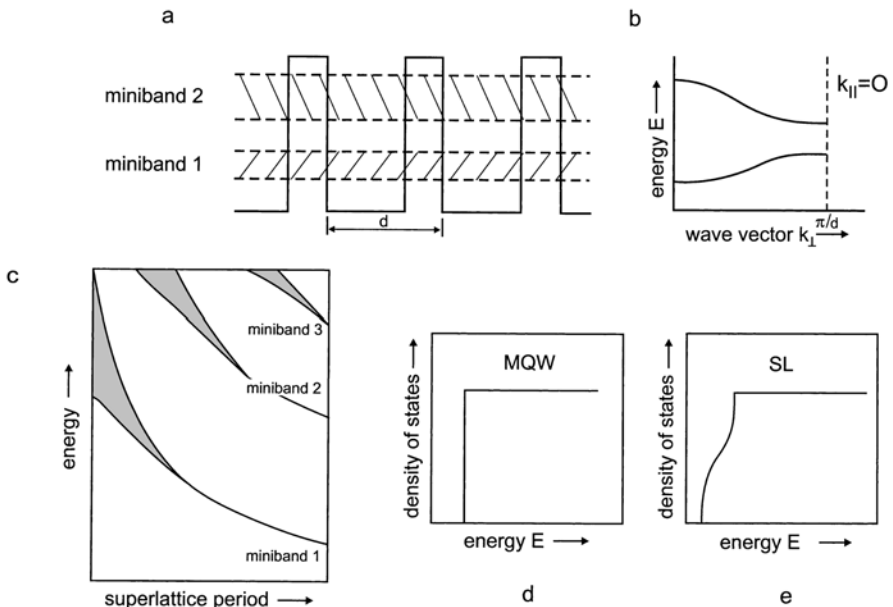 a
miniband 2
miniband 1
d
b
energy E
k||=O
π/d
wave vector k⊥
c
energy
miniband 3
miniband 2
miniband 1
superlattice period
MQW
density of states
energy E
d
SL
density of states
energy E
e